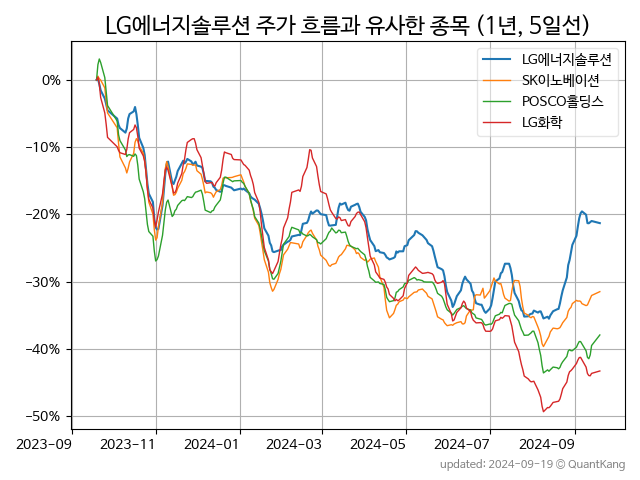 LG에너지솔루션 주가 흐름과 유사한 종목 (1년, 5일선)
LG에너지솔루션
SK이노베이션
POSCO홀딩스
LG화학
0%
−10%
−20%
−30%
−40%
−50%
2023-09 2023-11 2024-01 2024-03 2024-05 2024-07 2024-09
updated: 2024-09-19 @ QuantKang